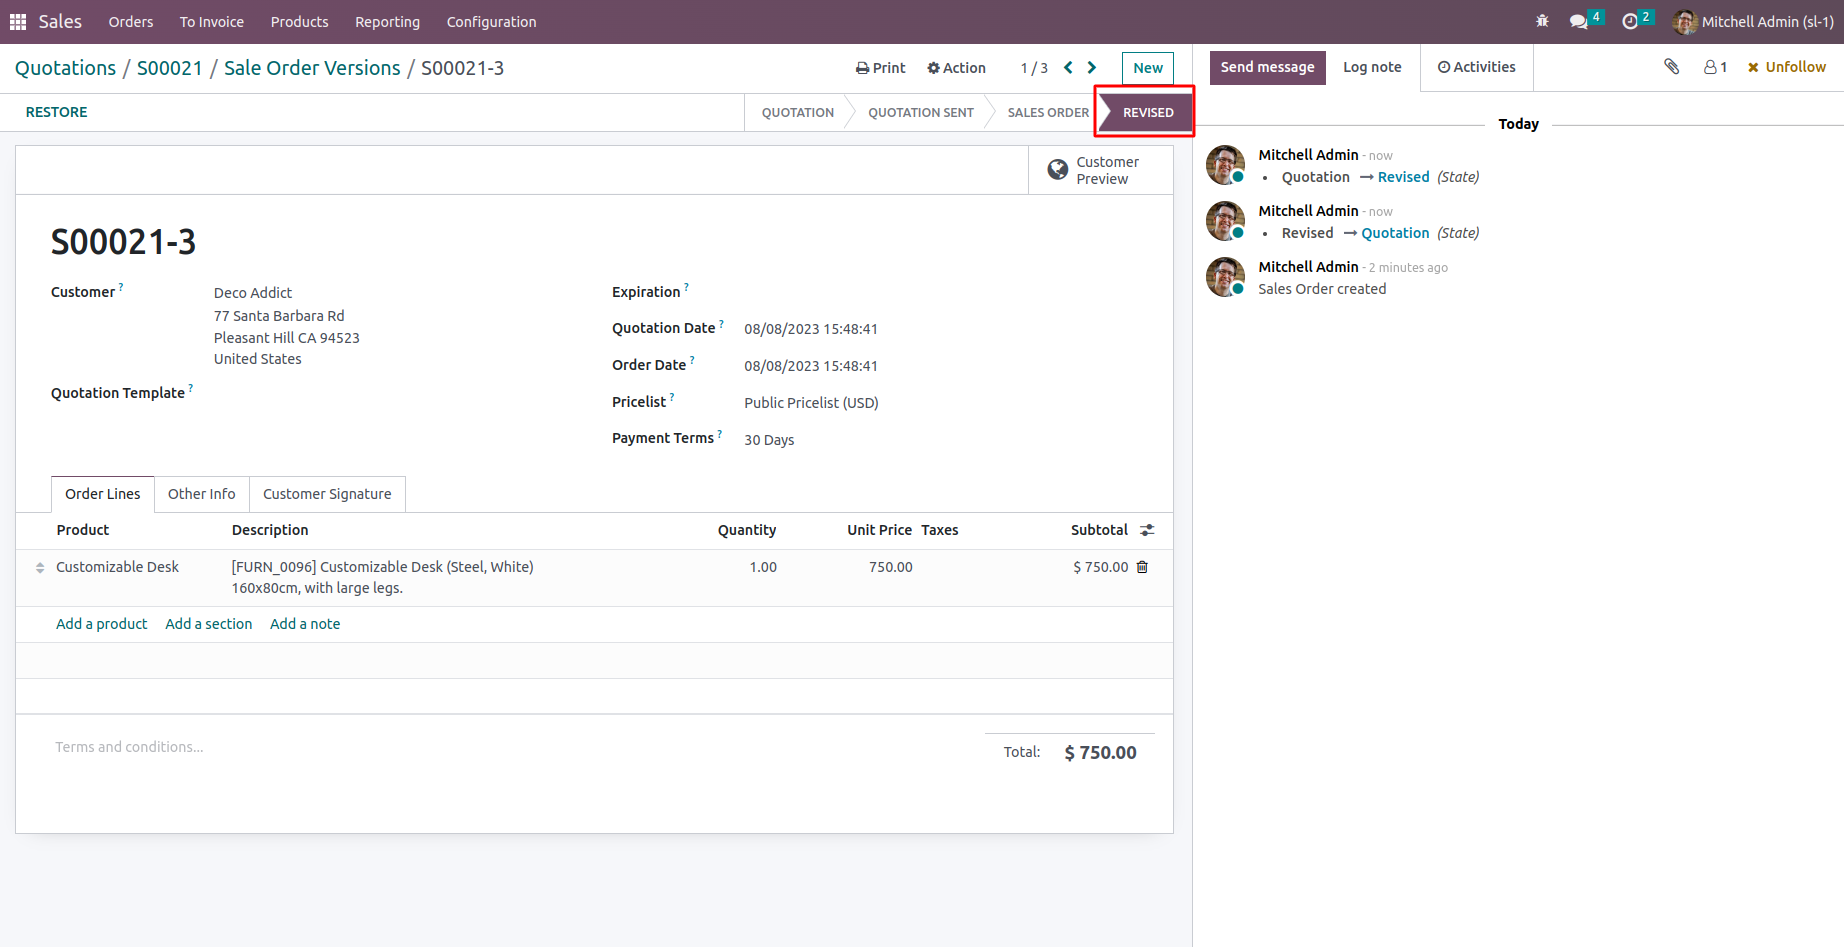 Sales Orders To Invoice Products Reporting Configuration 4 2 Mitchell Admin (sl-1)
Quotations / S00021 / Sale Order Versions / S00021-3 Print Action 1 / 3 New
Send message Log note Activities 1 Unfollow
RESTORE QUOTATION QUOTATION SENT SALES ORDER REVISED
Customer
Preview
S00021-3
Customer ? Deco Addict
77 Santa Barbara Rd
Pleasant Hill CA 94523
United States
Quotation Template ?
Expiration ?
Quotation Date ? 08/08/2023 15:48:41
Order Date ? 08/08/2023 15:48:41
Pricelist ? Public Pricelist (USD)
Payment Terms ? 30 Days
Order Lines Other Info Customer Signature
Product Description Quantity Unit Price Taxes Subtotal
Customizable Desk [FURN_0096] Customizable Desk (Steel, White) 1.00 750.00 $ 750.00
160x80cm, with large legs.
Add a product Add a section Add a note
Terms and conditions...
Total: $ 750.00
Today
Mitchell Admin - now
• Quotation → Revised (State)
Mitchell Admin - now
• Revised → Quotation (State)
Mitchell Admin - 2 minutes ago
Sales Order created